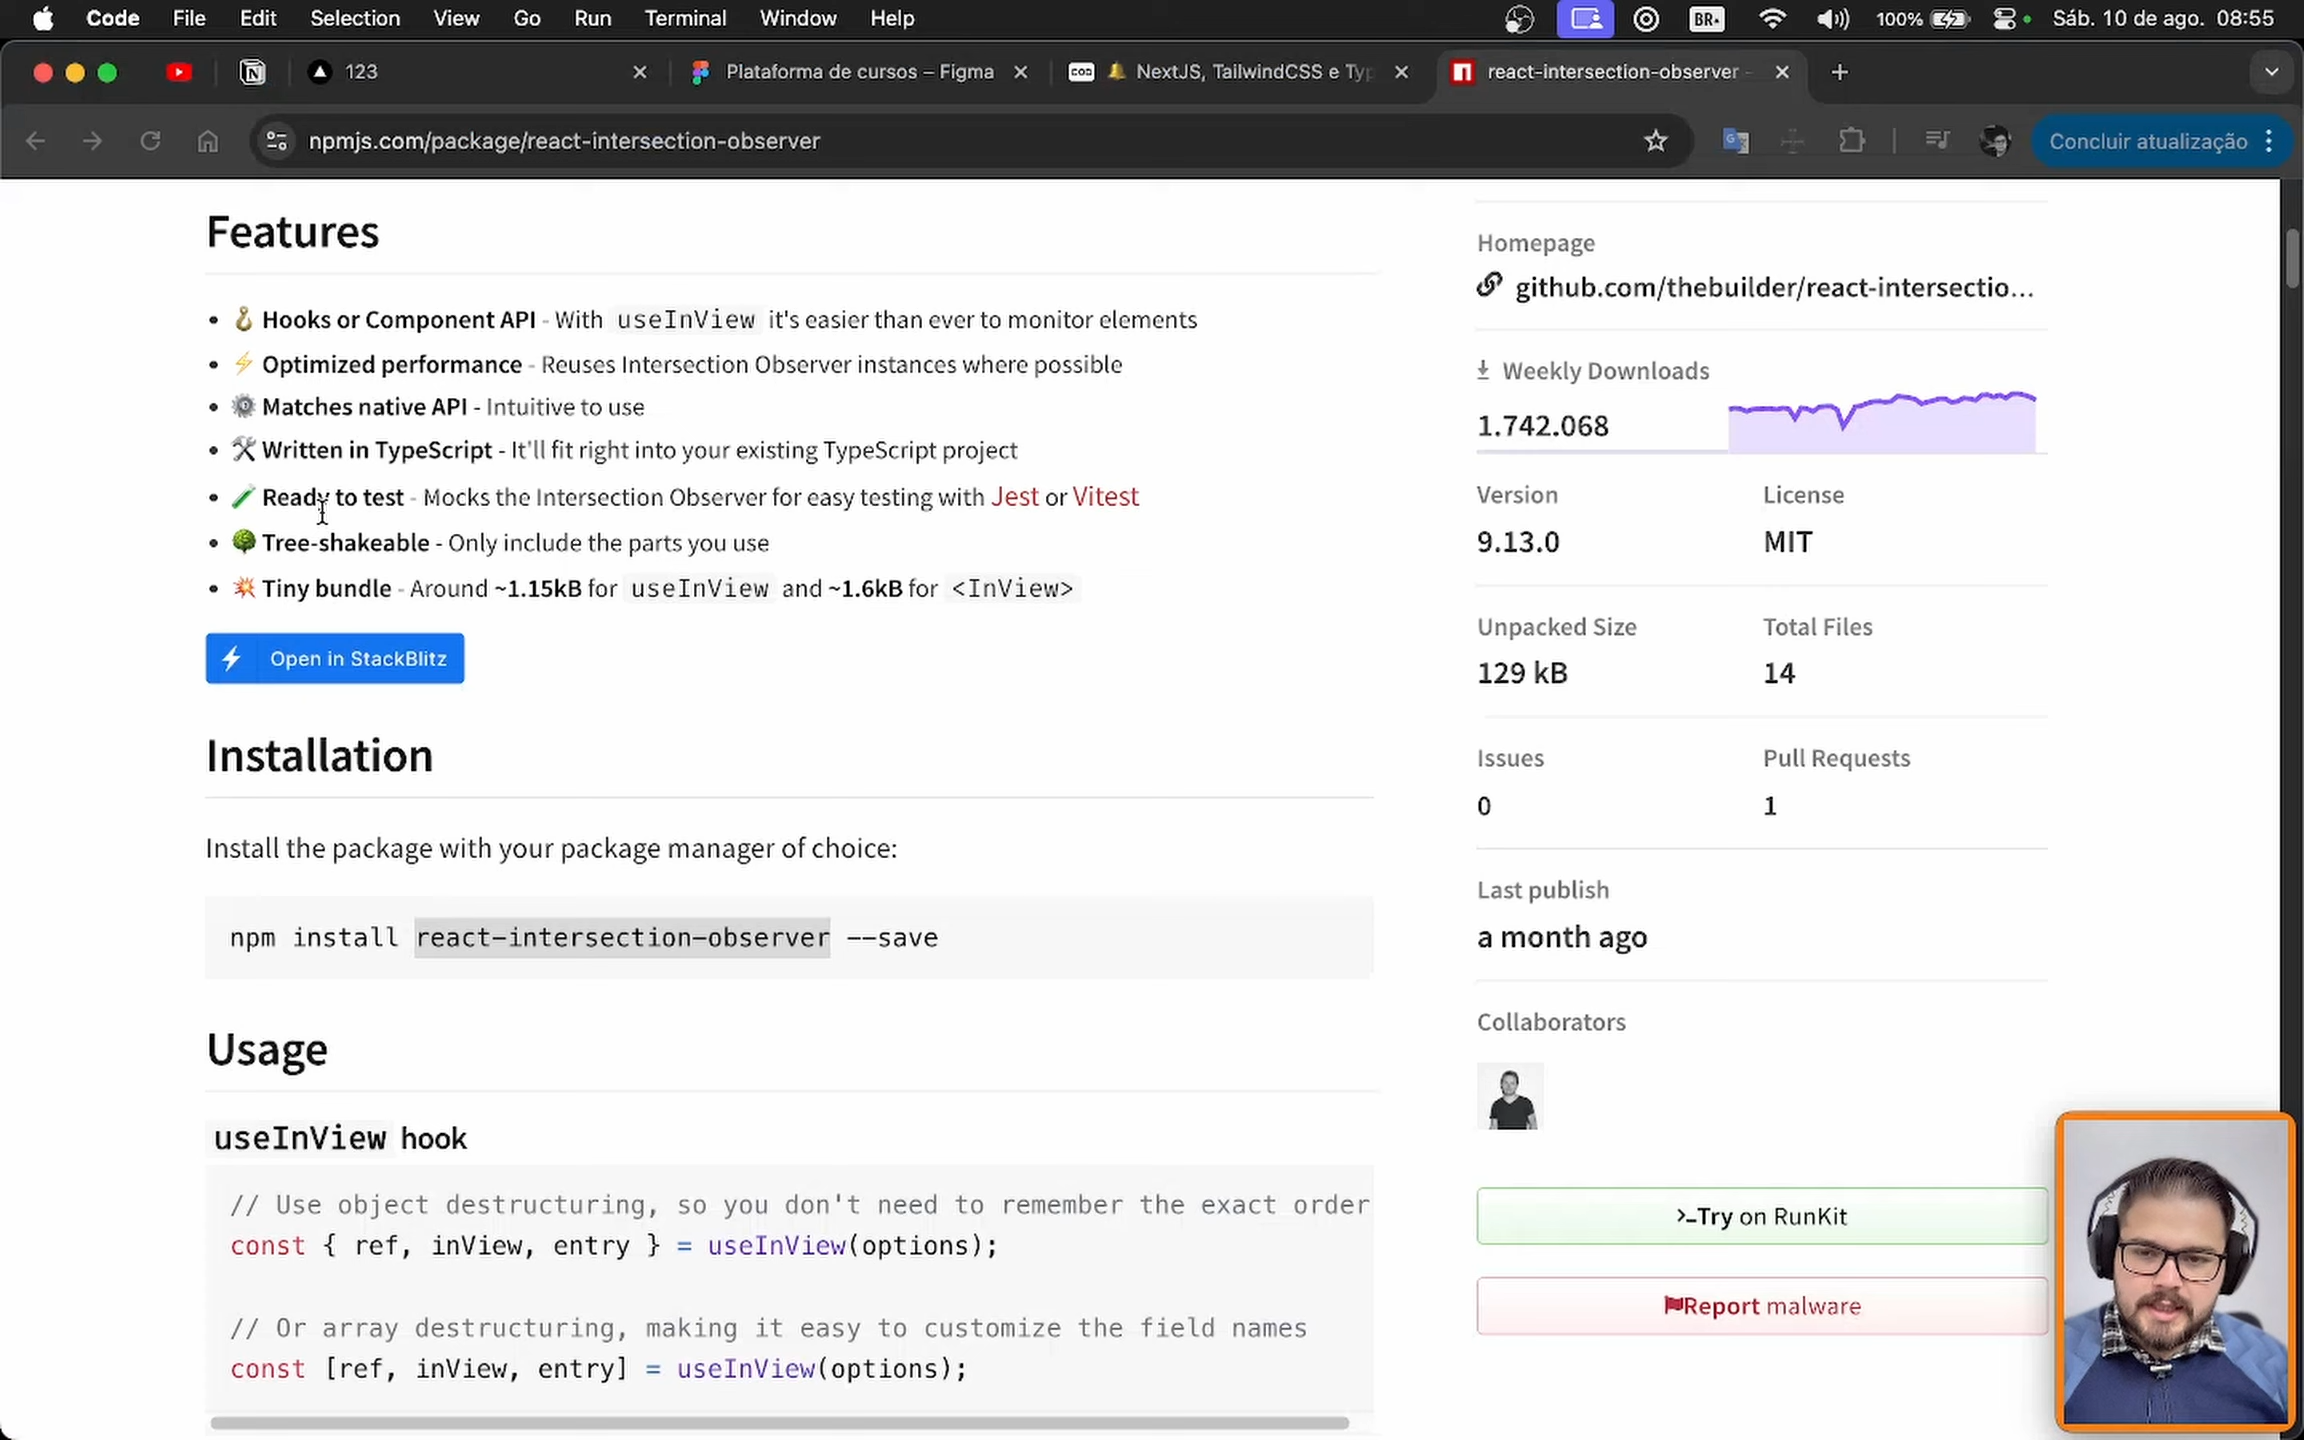 Code File Edit Selection View Go Run Terminal Window Help BR 100% Sáb. 10 de ago. 08:55
123 Plataforma de cursos – Figma NextJS, TailwindCSS e Typ react-intersection-observer -
npmjs.com/package/react-intersection-observer Concluir atualização
Features
Hooks or Component API - With useInView it's easier than ever to monitor elements
Optimized performance - Reuses Intersection Observer instances where possible
Matches native API - Intuitive to use
Written in TypeScript - It'll fit right into your existing TypeScript project
Ready to test - Mocks the Intersection Observer for easy testing with Jest or Vitest
Tree-shakeable - Only include the parts you use
Tiny bundle - Around ~1.15kB for useInView and ~1.6kB for <InView>
Open in StackBlitz
Installation
Install the package with your package manager of choice:
npm install react-intersection-observer --save
Usage
useInView hook
// Use object destructuring, so you don't need to remember the exact order
const { ref, inView, entry } = useInView(options);
// Or array destructuring, making it easy to customize the field names
const [ref, inView, entry] = useInView(options);
Homepage
github.com/thebuilder/react-intersectio...
Weekly Downloads
1.742.068
Version License
9.13.0 MIT
Unpacked Size Total Files
129 kB 14
Issues Pull Requests
0 1
Last publish
a month ago
Collaborators
Try on RunKit
Report malware